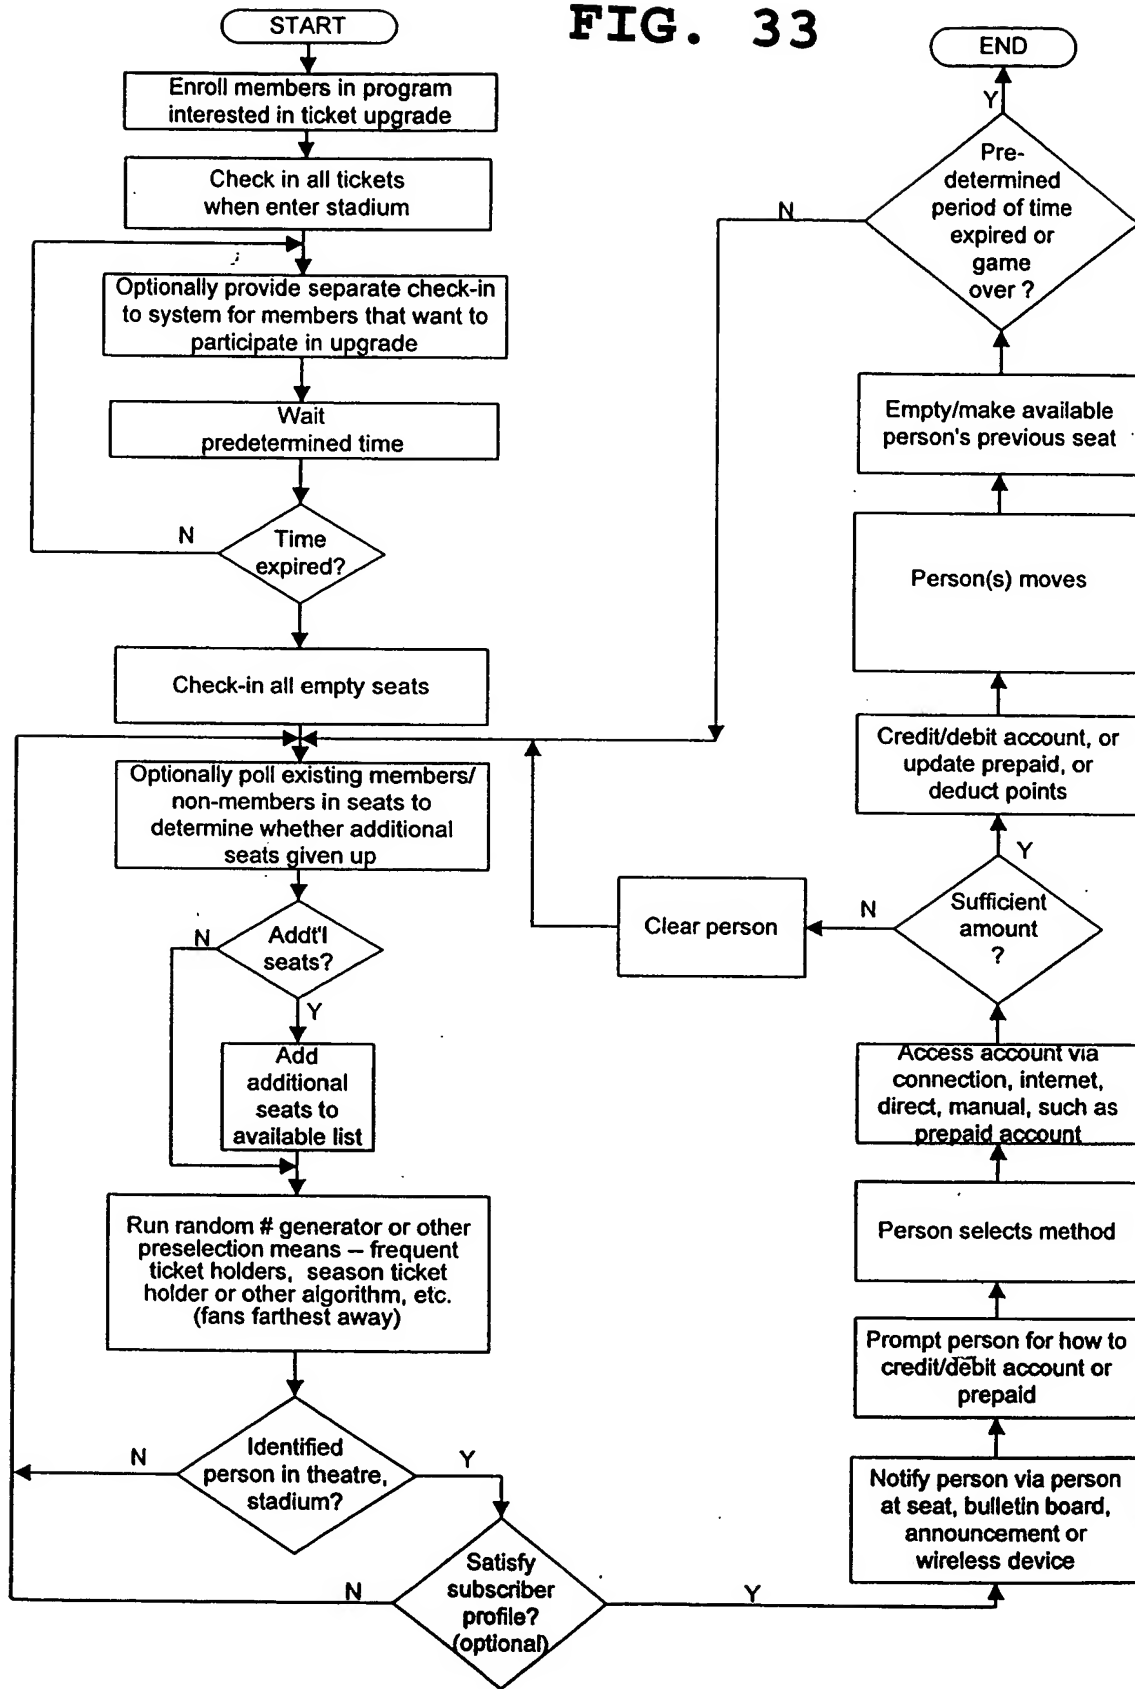 FIG. 33
START
Enroll members in program
interested in ticket upgrade
Check in all tickets
when enter stadium
Optionally provide separate check-in
to system for members that want to
participate in upgrade
Wait
predetermined time
N
Time
expired?
Check-in all empty seats
Optionally poll existing members/
non-members in seats to
determine whether additional
seats given up
N
Addt'l
seats?
Y
Add
additional
seats to
available list
Run random # generator or other
preselection means – frequent
ticket holders, season ticket
holder or other algorithm, etc.
(fans farthest away)
N
Identified
person in theatre,
stadium?
Y
N
Satisfy
subscriber
profile?
(optional)
Y
Notify person via person
at seat, bulletin board,
announcement or
wireless device
Prompt person for how to
credit/debit account or
prepaid
Person selects method
Access account via
connection, internet,
direct, manual, such as
prepaid account
Sufficient
amount
?
N
Clear person
Y
Credit/debit account, or
update prepaid, or
deduct points
Person(s) moves
Empty/make available
person's previous seat
Pre-
determined
period of time
expired or
game
over ?
N
Y
END